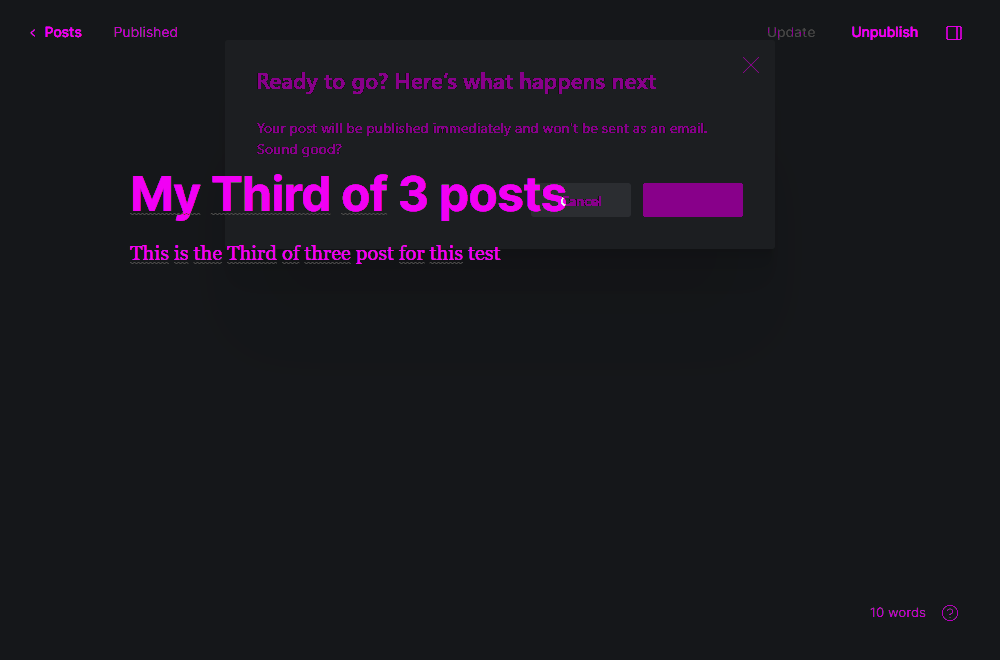 Posts
Published
Update
Unpublish
Ready to go? Here's what happens next
Your post will be published immediately and won't be sent as an email.
Sound good?
My Third of 3 posts
Cancel
This is the Third of three post for this test
10 words
?